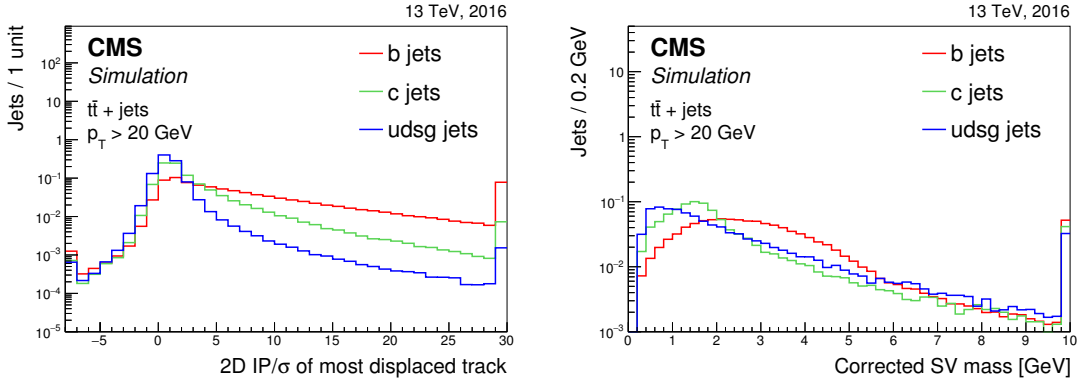 13 TeV, 2016
CMS
Simulation
tt̄ + jets
p_T > 20 GeV
b jets
c jets
udsg jets
Jets / 1 unit
10²
10
1
10⁻¹
10⁻²
10⁻³
10⁻⁴
10⁻⁵
−5 0 5 10 15 20 25 30
2D IP/σ of most displaced track
13 TeV, 2016
CMS
Simulation
tt̄ + jets
p_T > 20 GeV
b jets
c jets
udsg jets
Jets / 0.2 GeV
10
1
10⁻¹
10⁻²
10⁻³
0 1 2 3 4 5 6 7 8 9 10
Corrected SV mass [GeV]